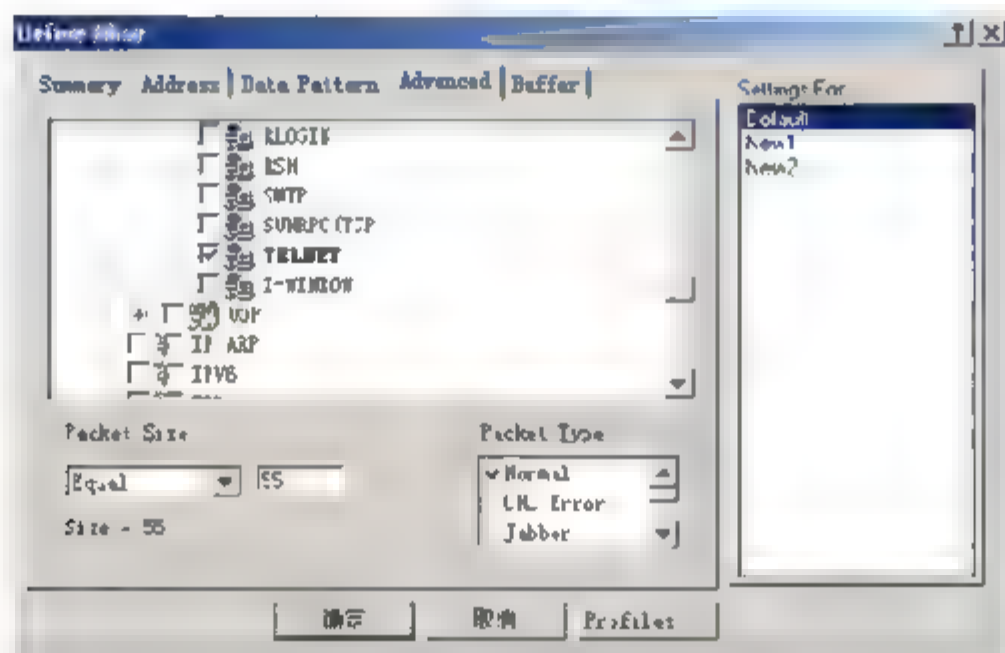 Define Filter
Summary Address Data Pattern Advanced Buffer
RLOGIN
RSH
SMTP
SUNRPC (TCP
TELNET
X-WINDOW
UDP
IP ARP
IPV6
Packet Size
Equal 55
Size = 55
Packet Type
Normal
CRC Error
Jabber
Settings For
Default
New1
New2
确定 取消 Profiles